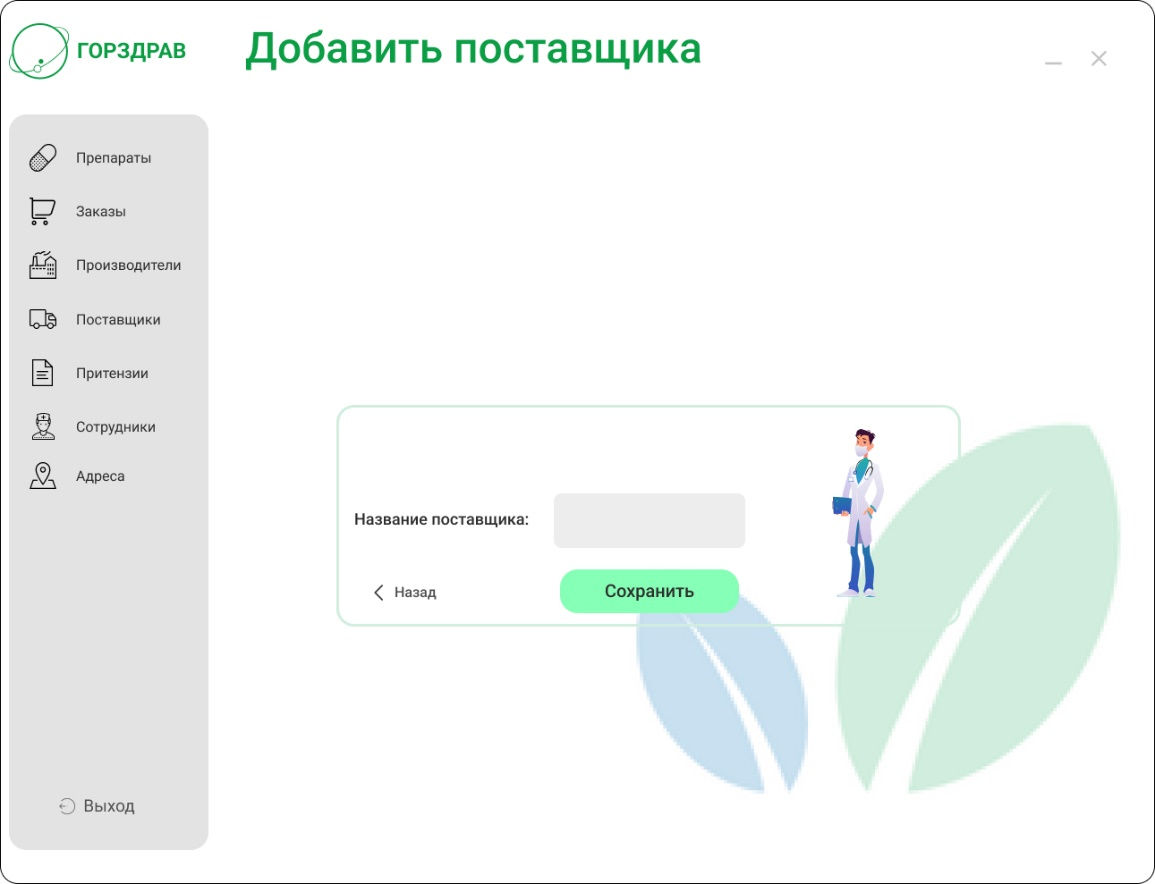 ГОРЗДРАВ
Добавить поставщика
Препараты
Заказы
Производители
Поставщики
Притензии
Сотрудники
Адреса
Название поставщика:
Назад
Сохранить
Выход